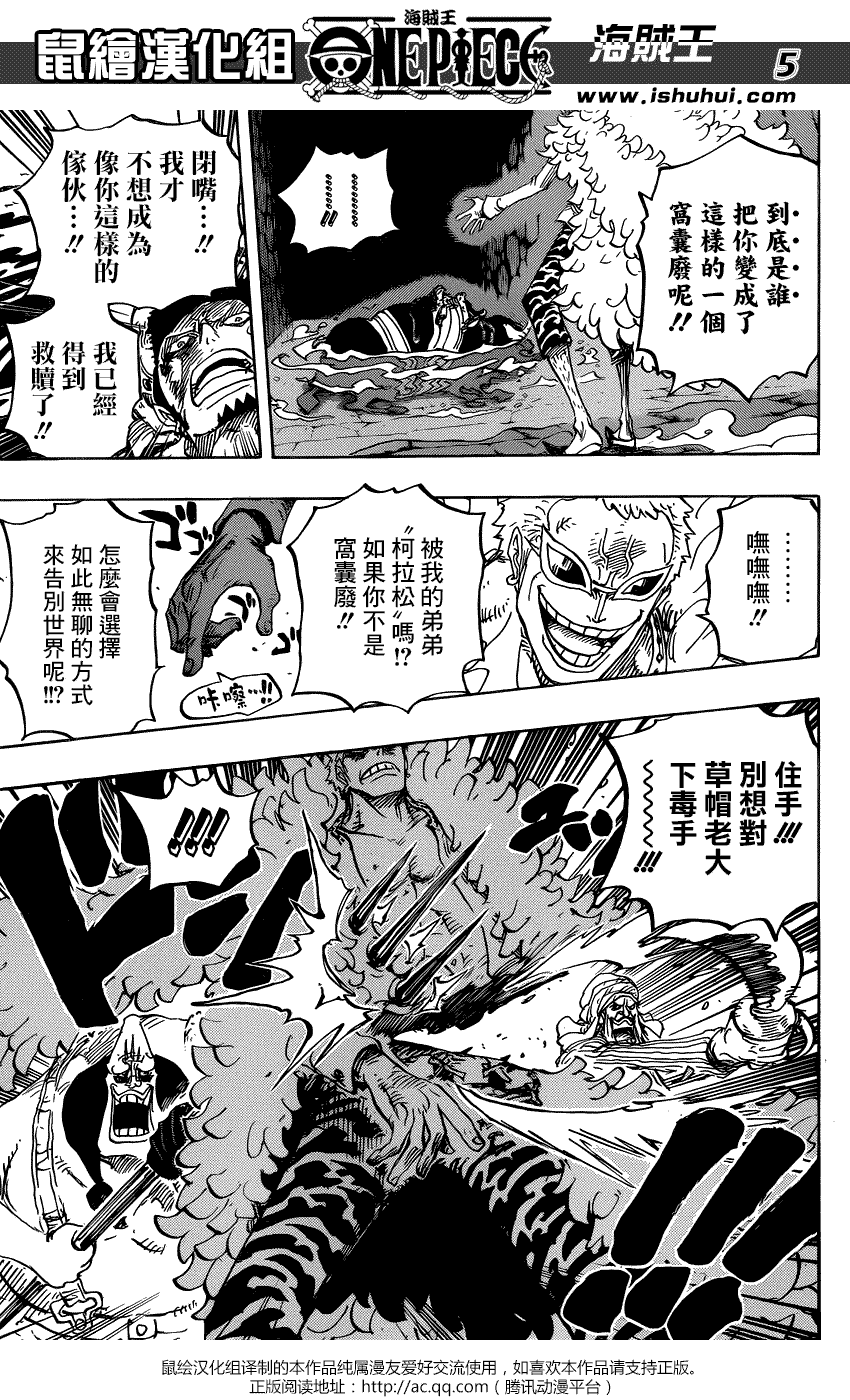 鼠繪漢化組
海賊王
ONE PIECE
海賊王
5
www.ishuhui.com
到底是誰
把你變成了
這樣的一個
窩囊廢呢!!
…………!!
閉嘴…!!
我才
不想成為
像你這樣的
傢伙…!!
我已經
得到
救贖了!!
………
嘸嘸嘸!!
被我的弟弟
“柯拉松”嗎!?
如果你不是
窩囊廢!!
ゴゴ
咔嚓…!!
怎麼會選擇
如此無聊的方式
來告別世界呢!!?
住手!!!
別想對
草帽老大
下毒手
~~~~!!!
!!!
ドドォン!!
鼠绘汉化组译制的本作品纯属漫友爱好交流使用，如喜欢本作品请支持正版。
正版阅读地址：http://ac.qq.com（腾讯动漫平台）